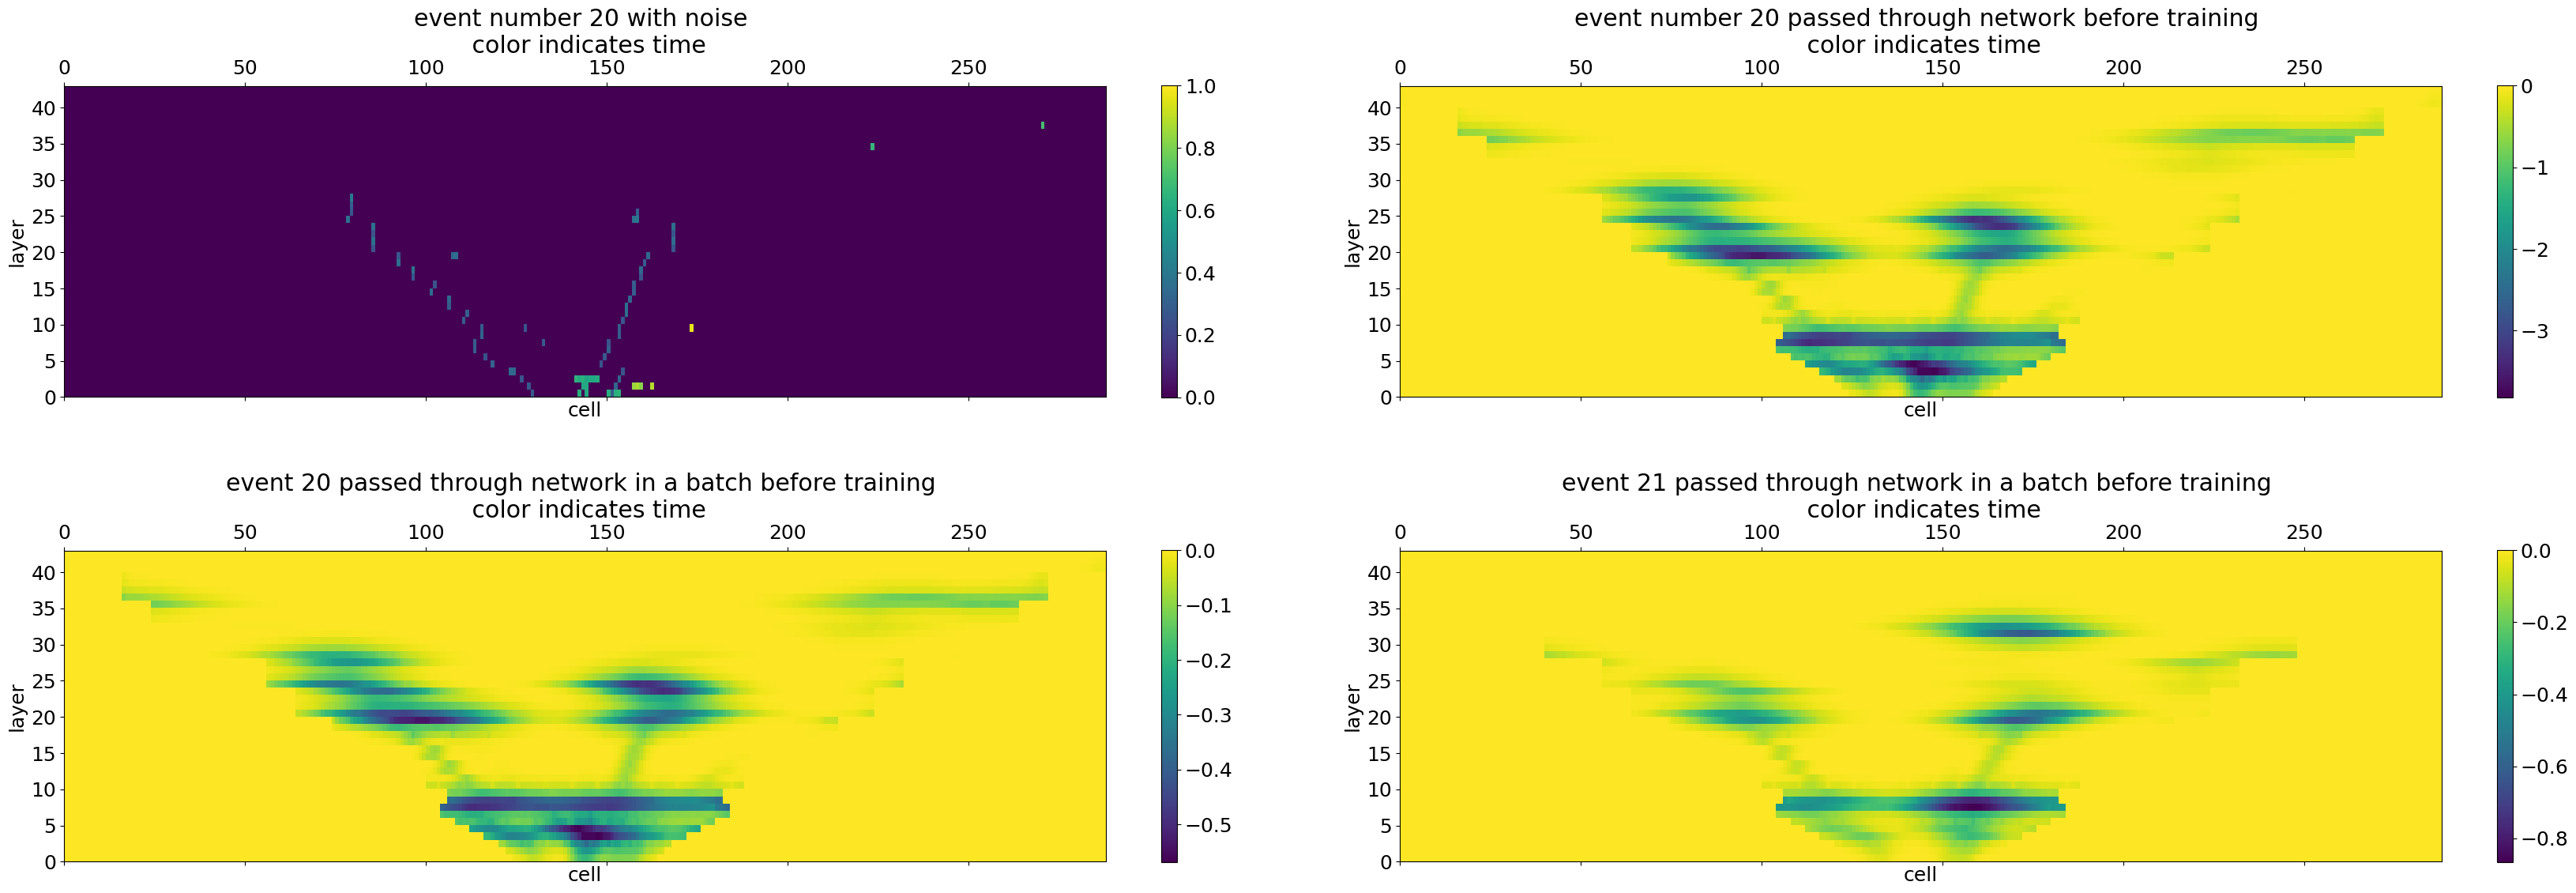 event number 20 with noise
color indicates time
0 50 100 150 200 250
40
35
30
25
20
15
10
5
0
layer
cell
1.0
0.8
0.6
0.4
0.2
0.0
event number 20 passed through network before training
color indicates time
0 50 100 150 200 250
40
35
30
25
20
15
10
5
0
layer
cell
0
−1
−2
−3
event 20 passed through network in a batch before training
color indicates time
0 50 100 150 200 250
40
35
30
25
20
15
10
5
0
layer
cell
0.0
−0.1
−0.2
−0.3
−0.4
−0.5
event 21 passed through network in a batch before training
color indicates time
0 50 100 150 200 250
40
35
30
25
20
15
10
5
0
layer
cell
0.0
−0.2
−0.4
−0.6
−0.8